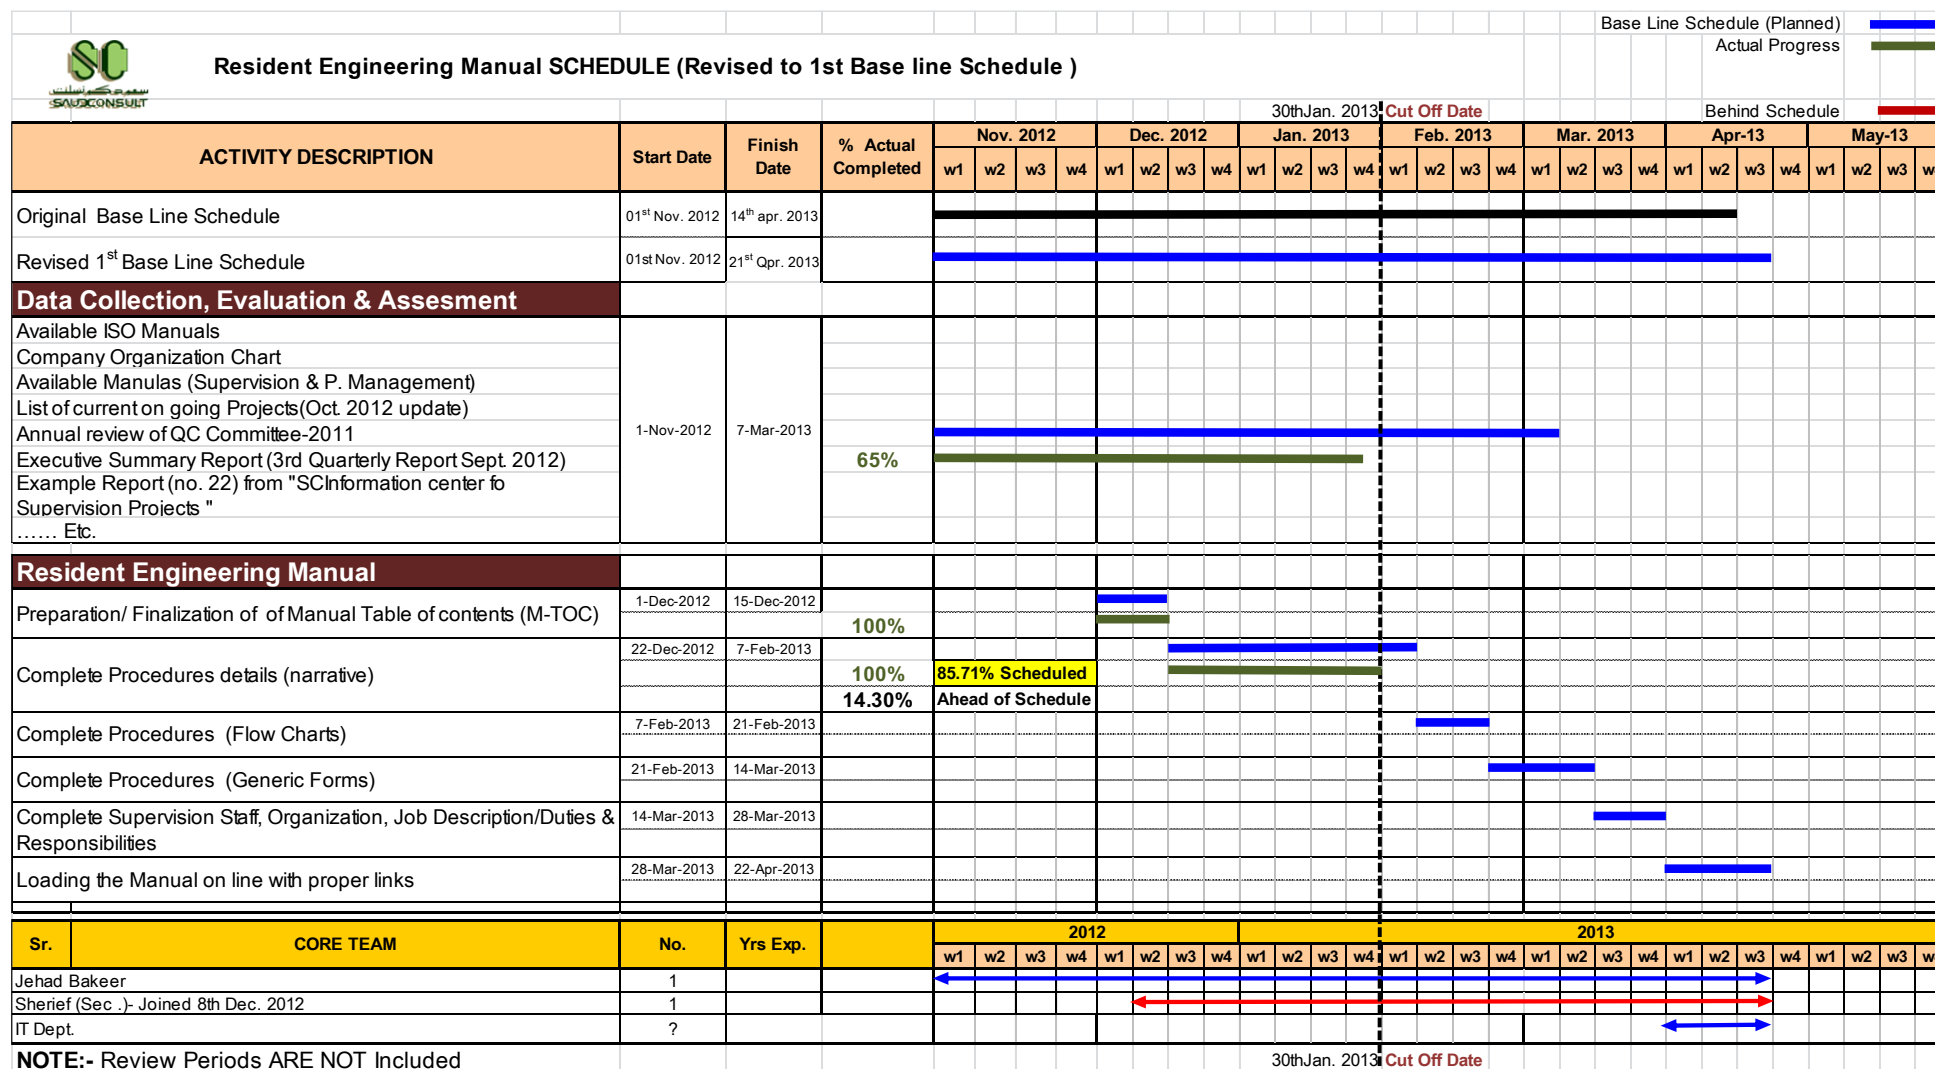 Base Line Schedule (Planned)
Actual Progress
SC
سعودكونسلت
SAUDCONSULT
Resident Engineering Manual SCHEDULE (Revised to 1st Base line Schedule )
30thJan. 2013 Cut Off Date
Behind Schedule
ACTIVITY DESCRIPTION Start Date Finish Date % Actual Completed Nov. 2012 Dec. 2012 Jan. 2013 Feb. 2013 Mar. 2013 Apr-13 May-13
w1 w2 w3 w4 w1 w2 w3 w4 w1 w2 w3 w4 w1 w2 w3 w4 w1 w2 w3 w4 w1 w2 w3 w4 w1 w2 w3 w
Original Base Line Schedule 01st Nov. 2012 14th apr. 2013
Revised 1st Base Line Schedule 01st Nov. 2012 21st Qpr. 2013
Data Collection, Evaluation & Assesment
Available ISO Manuals
Company Organization Chart
Available Manulas (Supervision & P. Management)
List of current on going Projects(Oct. 2012 update)
Annual review of QC Committee-2011 1-Nov-2012 7-Mar-2013
Executive Summary Report (3rd Quarterly Report Sept. 2012) 65%
Example Report (no. 22) from "SCInformation center fo
Supervision Projects "
...... Etc.
Resident Engineering Manual
Preparation/ Finalization of of Manual Table of contents (M-TOC) 1-Dec-2012 15-Dec-2012
100%
22-Dec-2012 7-Feb-2013
Complete Procedures details (narrative) 100% 85.71% Scheduled
14.30% Ahead of Schedule
Complete Procedures (Flow Charts) 7-Feb-2013 21-Feb-2013
Complete Procedures (Generic Forms) 21-Feb-2013 14-Mar-2013
Complete Supervision Staff, Organization, Job Description/Duties & 14-Mar-2013 28-Mar-2013
Responsibilities
Loading the Manual on line with proper links 28-Mar-2013 22-Apr-2013
Sr. CORE TEAM No. Yrs Exp. 2012 2013
w1 w2 w3 w4 w1 w2 w3 w4 w1 w2 w3 w4 w1 w2 w3 w4 w1 w2 w3 w4 w1 w2 w3 w4 w1 w2 w3 w
Jehad Bakeer 1
Sherief (Sec .)- Joined 8th Dec. 2012 1
IT Dept. ?
NOTE:- Review Periods ARE NOT Included 30thJan. 2013 Cut Off Date